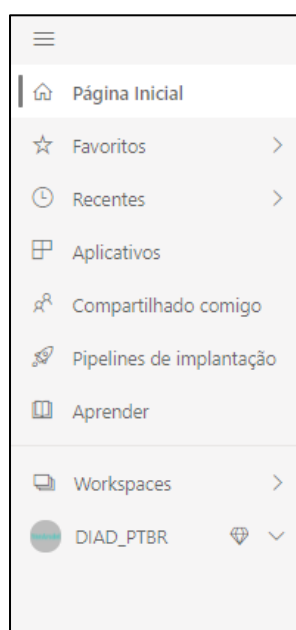 Página Inicial
Favoritos
Recentes
Aplicativos
Compartilhado comigo
Pipelines de implantação
Aprender
Workspaces
DIAD_PTBR